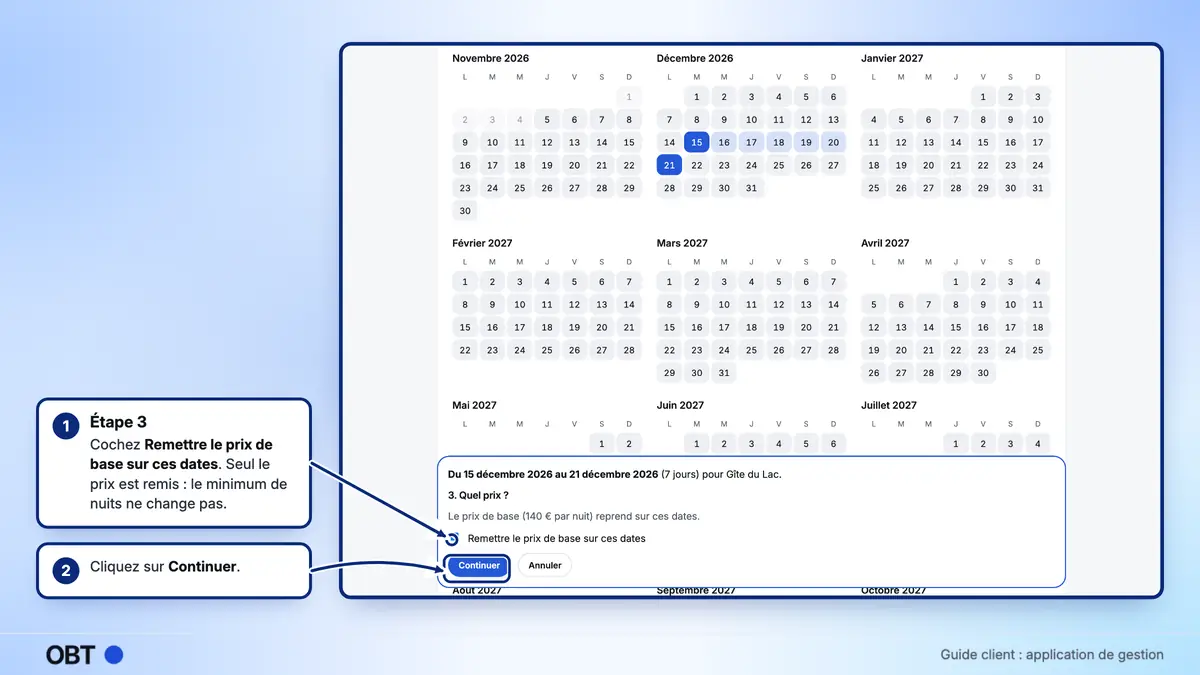 Novembre 2026
L M M J V S D
1
2 3 4 5 6 7 8
9 10 11 12 13 14 15
16 17 18 19 20 21 22
23 24 25 26 27 28 29
30
Décembre 2026
L M M J V S D
1 2 3 4 5 6
7 8 9 10 11 12 13
14 15 16 17 18 19 20
21 22 23 24 25 26 27
28 29 30 31
Janvier 2027
L M M J V S D
1 2 3
4 5 6 7 8 9 10
11 12 13 14 15 16 17
18 19 20 21 22 23 24
25 26 27 28 29 30 31
Février 2027
L M M J V S D
1 2 3 4 5 6 7
8 9 10 11 12 13 14
15 16 17 18 19 20 21
22 23 24 25 26 27 28
Mars 2027
L M M J V S D
1 2 3 4 5 6 7
8 9 10 11 12 13 14
15 16 17 18 19 20 21
22 23 24 25 26 27 28
29 30 31
Avril 2027
L M M J V S D
1 2 3 4
5 6 7 8 9 10 11
12 13 14 15 16 17 18
19 20 21 22 23 24 25
26 27 28 29 30
Mai 2027
L M M J V S D
1 2
Juin 2027
L M M J V S D
1 2 3 4 5 6
Juillet 2027
L M M J V S D
1 2 3 4
Du 15 décembre 2026 au 21 décembre 2026 (7 jours) pour Gîte du Lac.
3. Quel prix ?
Le prix de base (140 € par nuit) reprend sur ces dates.
Remettre le prix de base sur ces dates
Continuer
Annuler
Août 2027
Septembre 2027
Octobre 2027
1
Étape 3
Cochez Remettre le prix de
base sur ces dates. Seul le
prix est remis : le minimum de
nuits ne change pas.
2
Cliquez sur Continuer.
OBT
Guide client : application de gestion